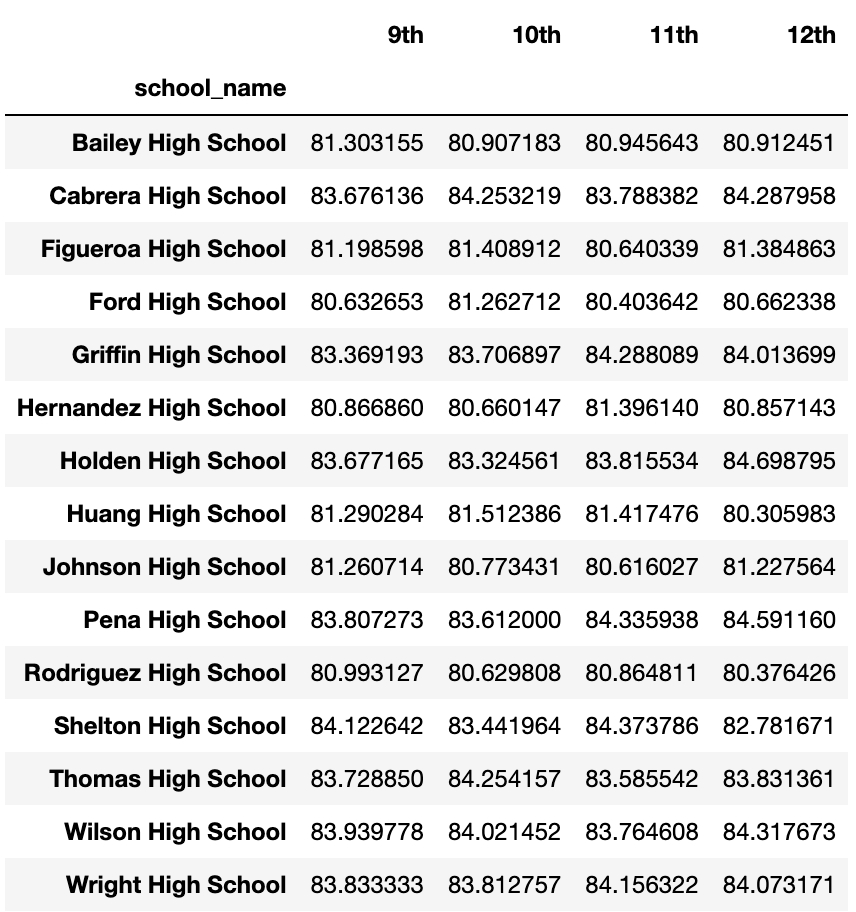 9th 10th 11th 12th
school_name
Bailey High School 81.303155 80.907183 80.945643 80.912451
Cabrera High School 83.676136 84.253219 83.788382 84.287958
Figueroa High School 81.198598 81.408912 80.640339 81.384863
Ford High School 80.632653 81.262712 80.403642 80.662338
Griffin High School 83.369193 83.706897 84.288089 84.013699
Hernandez High School 80.866860 80.660147 81.396140 80.857143
Holden High School 83.677165 83.324561 83.815534 84.698795
Huang High School 81.290284 81.512386 81.417476 80.305983
Johnson High School 81.260714 80.773431 80.616027 81.227564
Pena High School 83.807273 83.612000 84.335938 84.591160
Rodriguez High School 80.993127 80.629808 80.864811 80.376426
Shelton High School 84.122642 83.441964 84.373786 82.781671
Thomas High School 83.728850 84.254157 83.585542 83.831361
Wilson High School 83.939778 84.021452 83.764608 84.317673
Wright High School 83.833333 83.812757 84.156322 84.073171